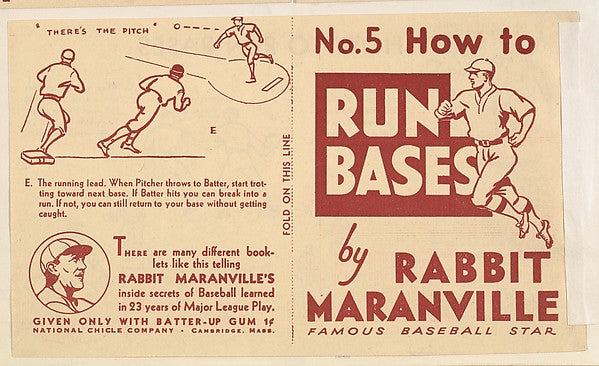 "THERE'S THE PITCH"
E
E. The running lead. When Pitcher throws to Batter, start trot-
ting toward next base. If Batter hits you can break into a
run. If not, you can still return to your base without getting
caught.
THERE are many different book-
lets like this telling
RABBIT MARANVILLE'S
inside secrets of Baseball learned
in 23 years of Major League Play.
GIVEN ONLY WITH BATTER-UP GUM 1¢
NATIONAL CHICLE COMPANY • CAMBRIDGE, MASS.
FOLD ON THIS LINE
No. 5 How to
RUN
BASES
by RABBIT
MARANVILLE
FAMOUS BASEBALL STAR